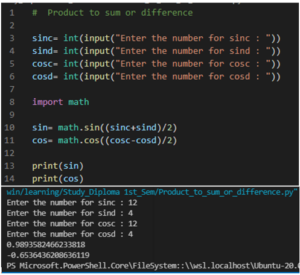 1 # Product to sum or difference
2
3 sinc= int(input("Enter the number for sinc : "))
4 sind= int(input("Enter the number for sind : "))
5 cosc= int(input("Enter the number for cosc : "))
6 cosd= int(input("Enter the number for cosd : "))
7
8 import math
9
10 sin= math.sin((sinc+sind)/2)
11 cos= math.cos((cosc-cosd)/2)
12
13 print(sin)
14 print(cos)
win/learning/Study_Diploma 1st_Sem/Product_to_sum_or_difference.py"
Enter the number for sinc : 12
Enter the number for sind : 4
Enter the number for cosc : 12
Enter the number for cosd : 4
0.9893582466233818
-0.6536436208636119
PS Microsoft.PowerShell.Core\FileSystem::\\wsl.localhost\Ubuntu-20.